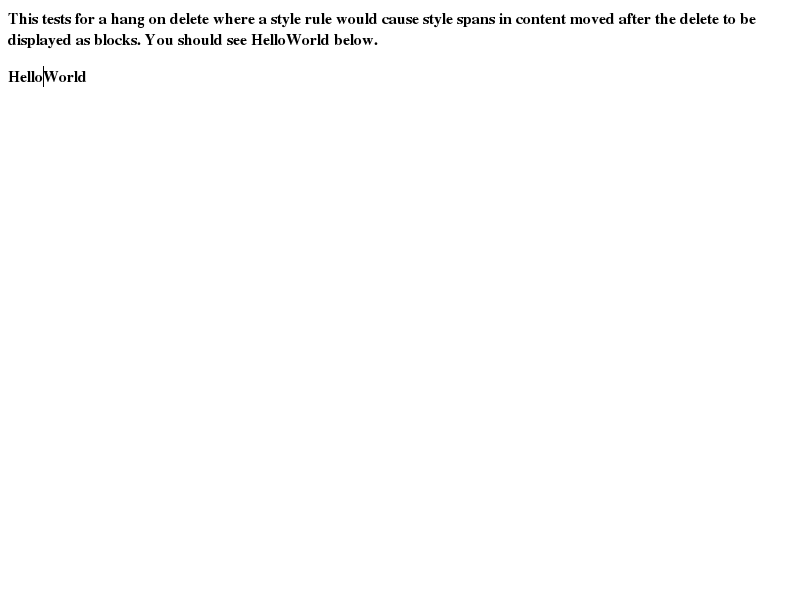 This tests for a hang on delete where a style rule would cause style spans in content moved after the delete to be
displayed as blocks. You should see HelloWorld below.
HelloWorld